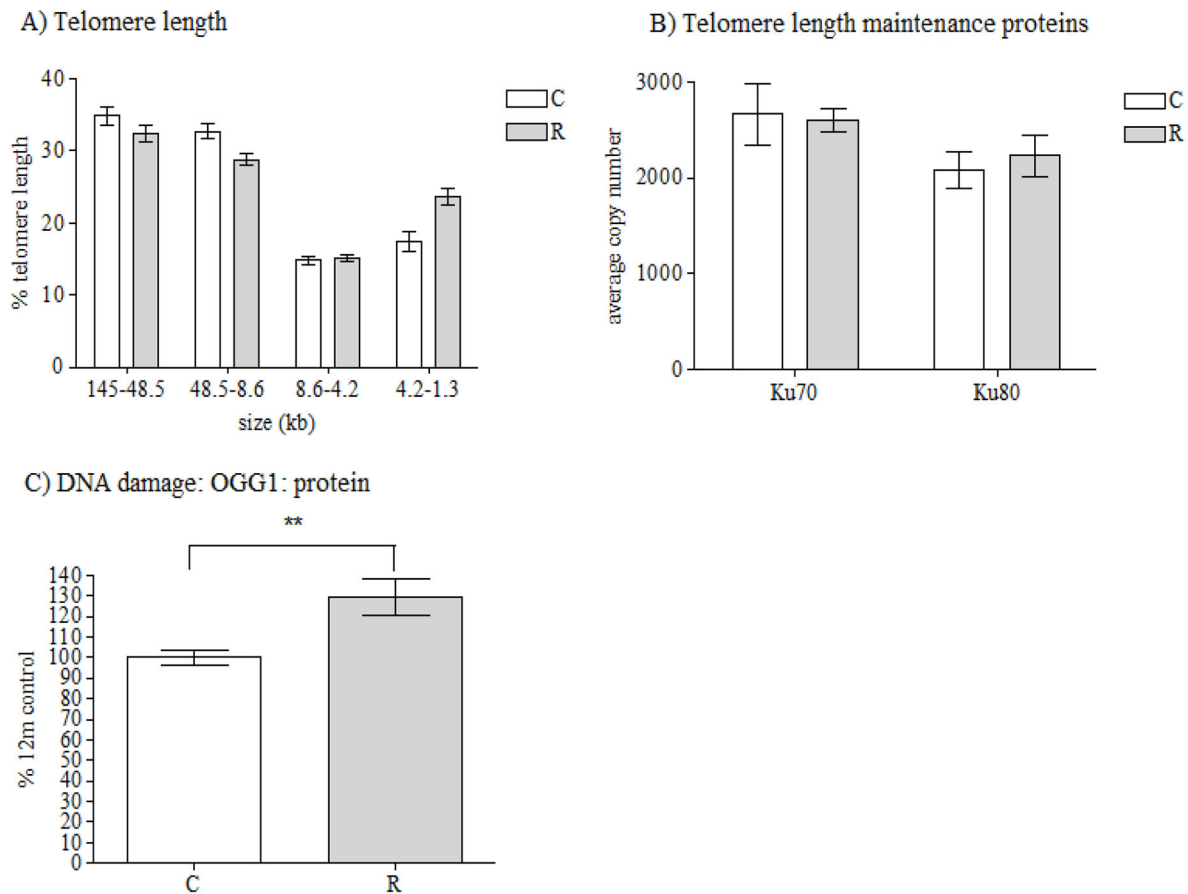 A) Telomere length
40
30
20
10
0
% telomere length
145-48.5 48.5-8.6 8.6-4.2 4.2-1.3
size (kb)
C
R
B) Telomere length maintenance proteins
3000
2000
1000
0
average copy number
Ku70 Ku80
C
R
C) DNA damage: OGG1: protein
**
140
130
120
110
100
90
80
70
60
50
40
30
20
10
0
% 12m control
C R